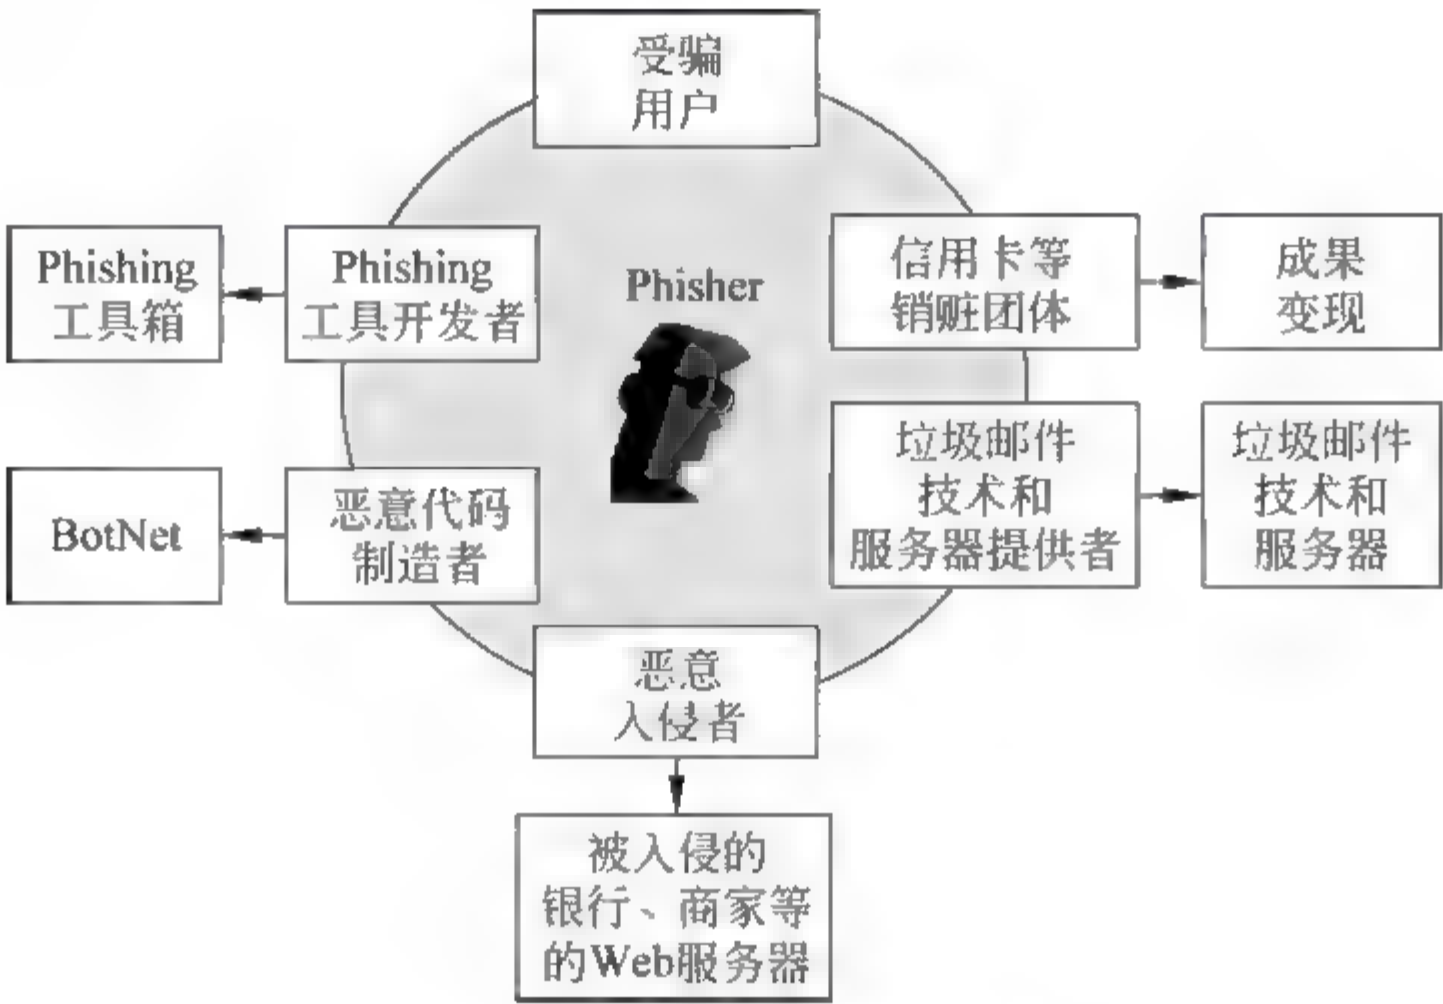 受骗
用户
Phishing
工具箱
Phishing
工具开发者
Phisher
信用卡等
销赃团体
成果
变现
BotNet
恶意代码
制造者
垃圾邮件
技术和
服务器提供者
垃圾邮件
技术和
服务器
恶意
入侵者
被入侵的
银行、商家等
的Web服务器